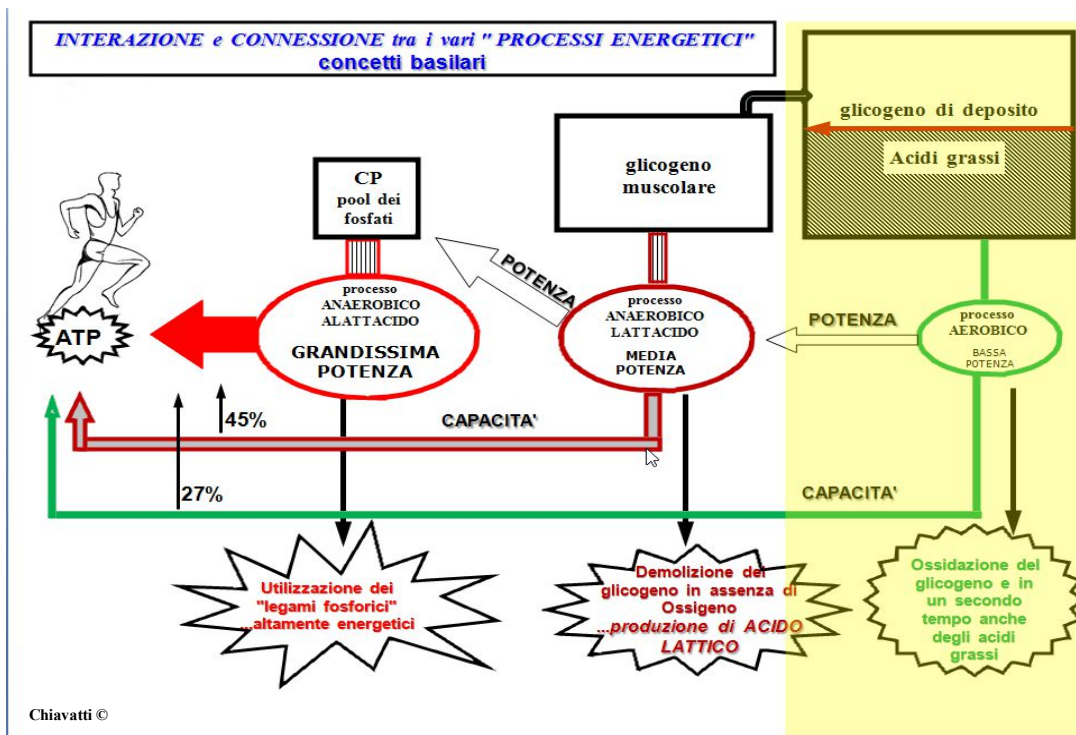 INTERAZIONE e CONNESSIONE tra i vari " PROCESSI ENERGETICI"
concetti basilari
glicogeno di deposito
Acidi grassi
glicogeno
muscolare
CP
pool dei
fosfati
POTENZA
processo
ANAEROBICO
ALATTACIDO
GRANDISSIMA
POTENZA
processo
ANAEROBICO
LATTACIDO
MEDIA
POTENZA
POTENZA
processo
AEROBICO
BASSA
POTENZA
ATP
45%
CAPACITA'
27%
CAPACITA'
Utilizzazione dei
"legami fosforici"
...altamente energetici
Demolizione del
glicogeno in assenza di
Ossigeno
...produzione di ACIDO
LATTICO
Ossidazione del
glicogeno e in
un secondo
tempo anche
degli acidi
grassi
Chiavatti ©